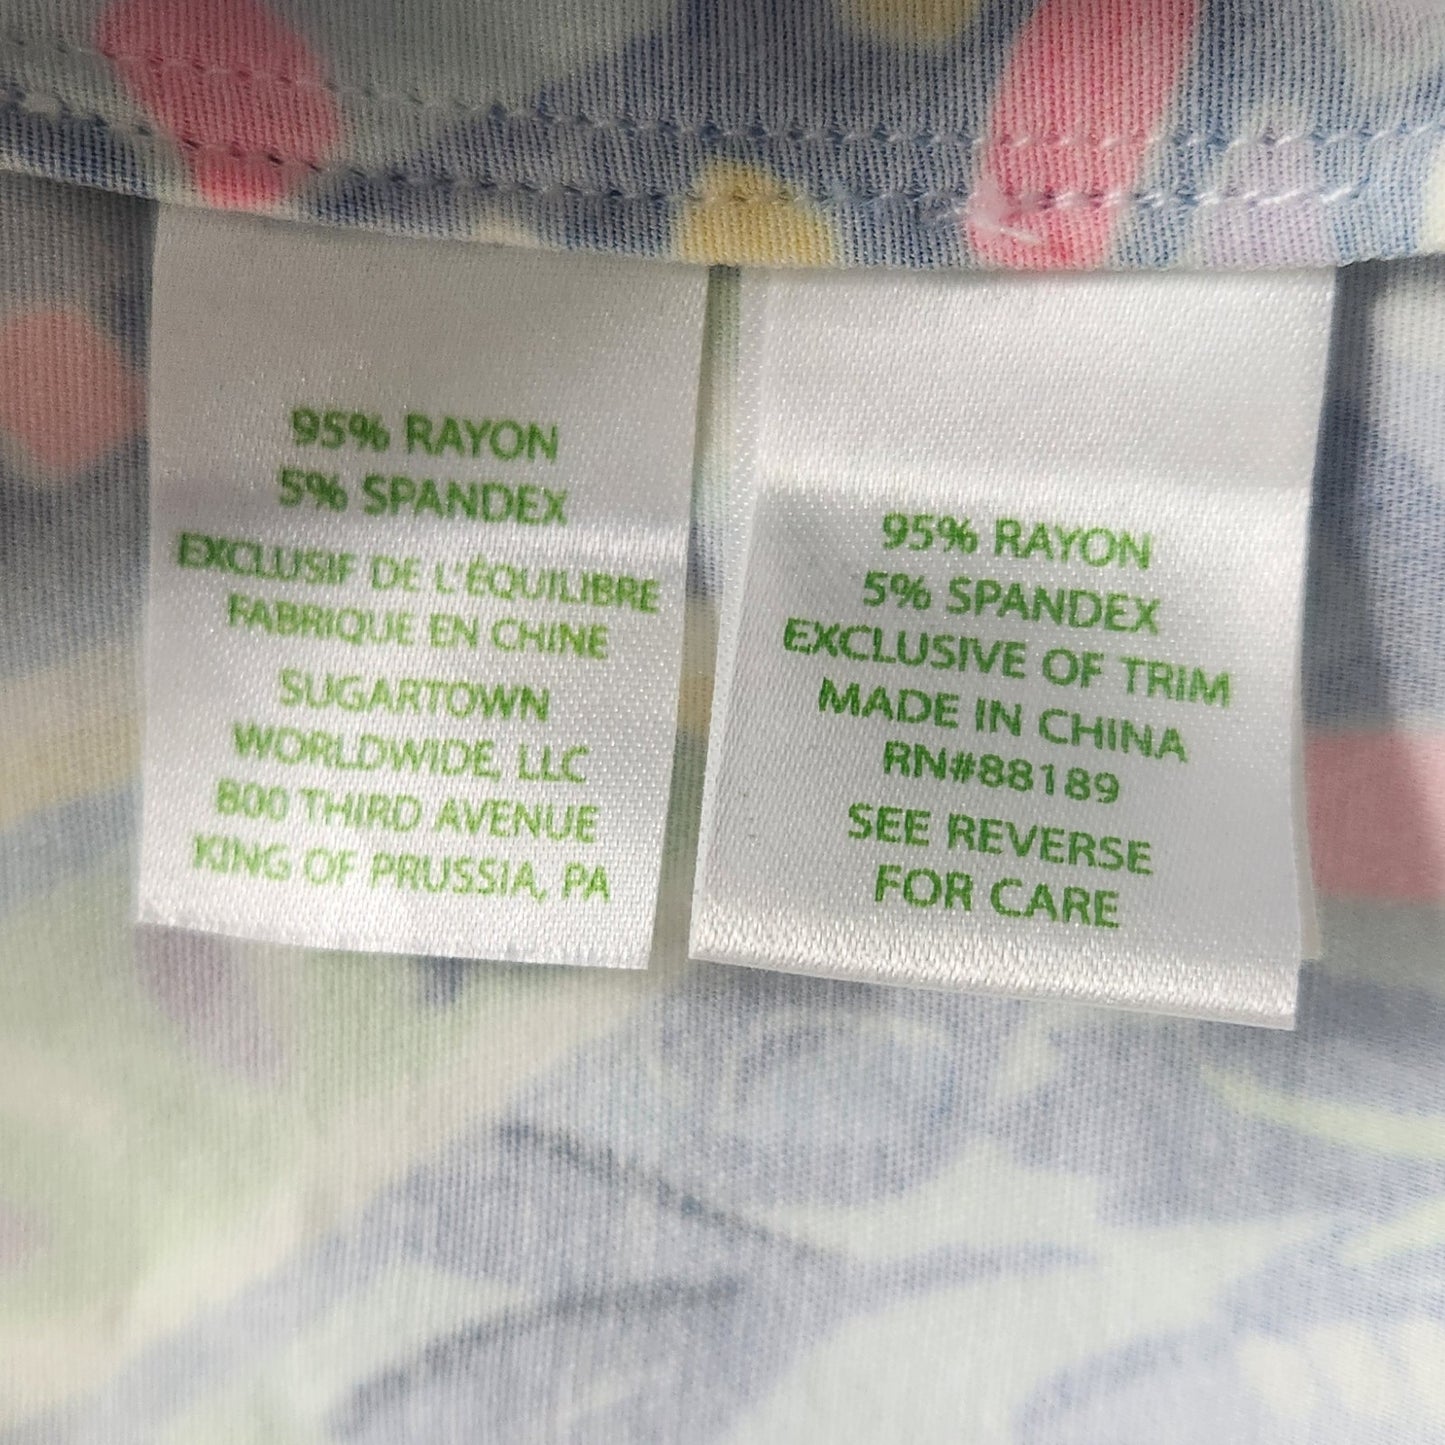 95% RAYON
5% SPANDEX
EXCLUSIF DE L'ÉQUILIBRE
FABRIQUE EN CHINE
SUGARTOWN
WORLDWIDE, LLC
800 THIRD AVENUE
KING OF PRUSSIA, PA
95% RAYON
5% SPANDEX
EXCLUSIVE OF TRIM
MADE IN CHINA
RN#88189
SEE REVERSE
FOR CARE